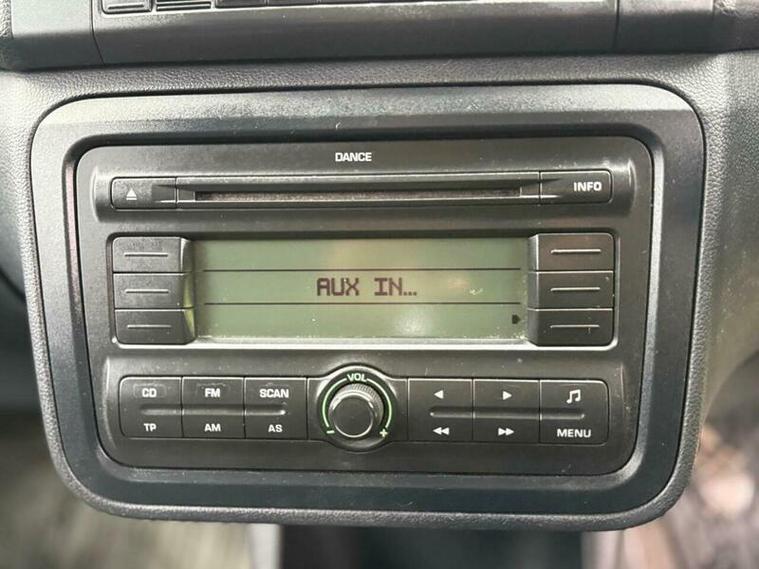 DANCE
INFO
AUX IN...
CD FM SCAN VOL
TP AM AS - + MENU